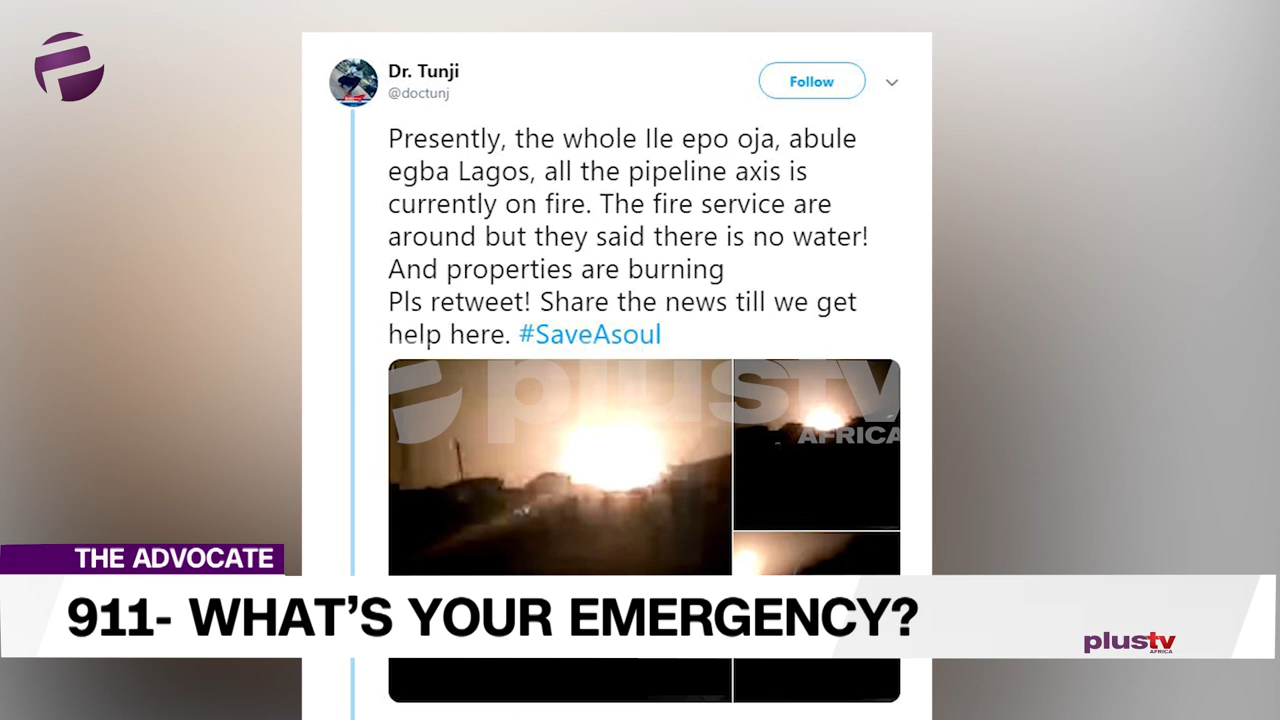 Dr. Tunji
@doctunj
Follow
Presently, the whole Ile epo oja, abule
egba Lagos, all the pipeline axis is
currently on fire. The fire service are
around but they said there is no water!
And properties are burning
Pls retweet! Share the news till we get
help here. #SaveAsoul
plustv
AFRICA
THE ADVOCATE
911- WHAT'S YOUR EMERGENCY?
plustv
AFRICA